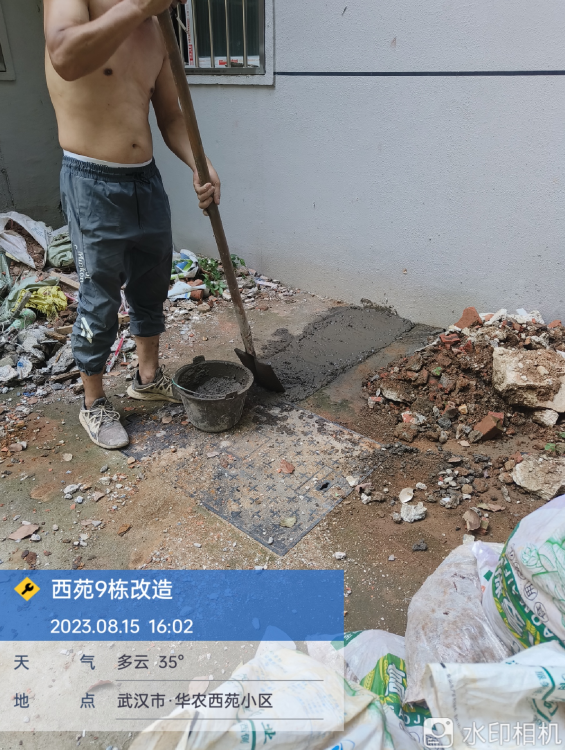 西苑9栋改造
2023.08.15 16:02
天 气 多云 35°
地 点 武汉市·华农西苑小区
水印相机